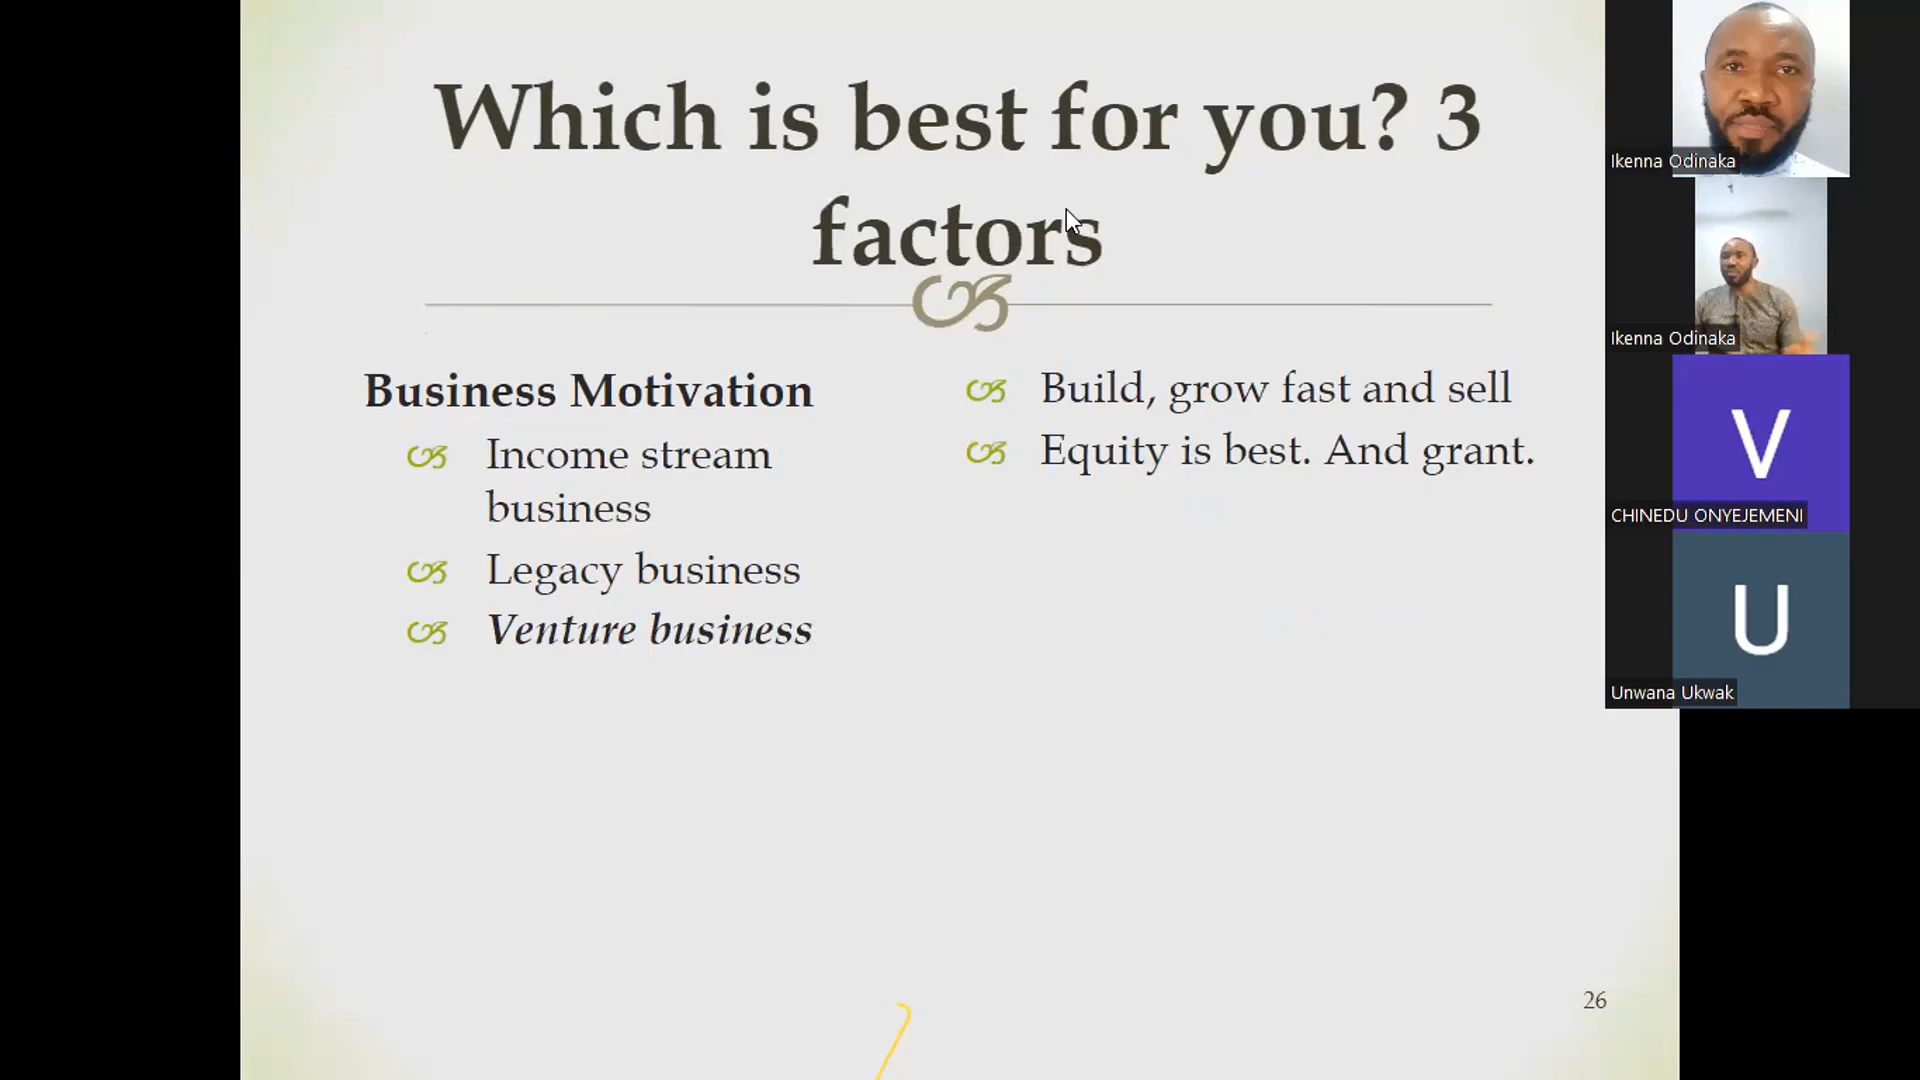 Which is best for you? 3
factors
Business Motivation
Income stream
business
Legacy business
Venture business
Build, grow fast and sell
Equity is best. And grant.
26
Ikenna Odinaka
Ikenna Odinaka
V
CHINEDU ONYEJEMENI
U
Unwana Ukwak